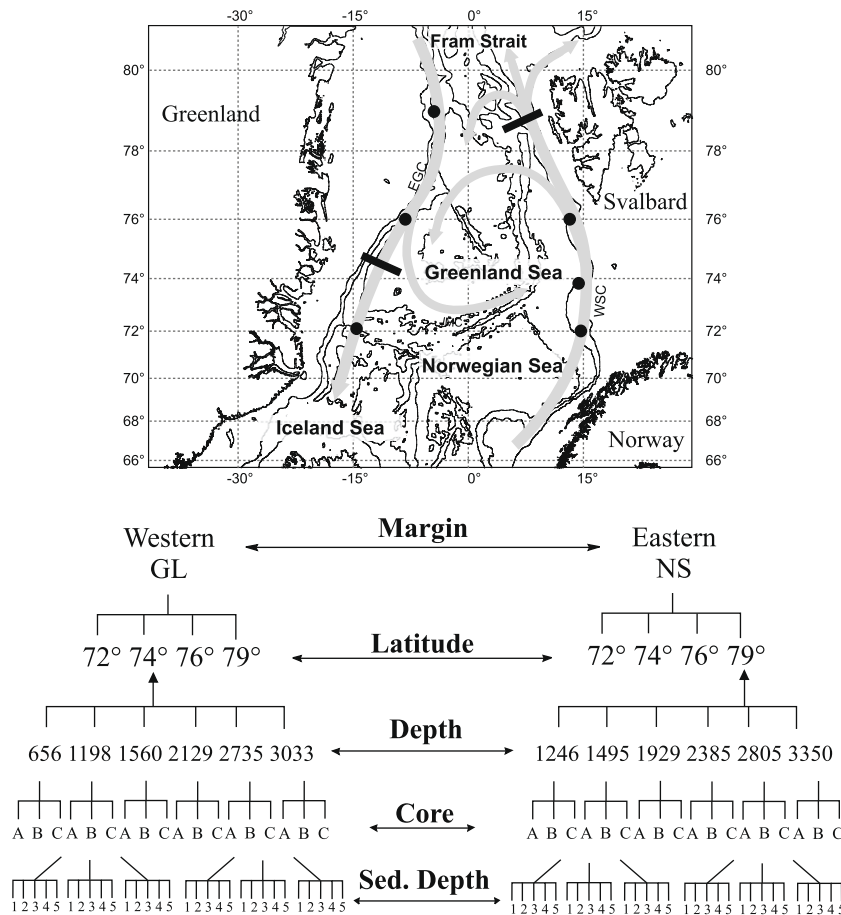 -30° -15° 0° 15°
Fram Strait
80° 80°
Greenland
78° 78°
EGC
Svalbard
76° 76°
Greenland Sea
74° 74°
WSC
JMC
72° 72°
Norwegian Sea
70° 70°
68° 68°
Iceland Sea
Norway
66° 66°
-30° -15° 0° 15°
Western Margin Eastern
GL NS
72° 74° 76° 79° Latitude 72° 74° 76° 79°
656 1198 1560 2129 2735 3033 Depth 1246 1495 1929 2385 2805 3350
A B C A B C A B C A B C A B C A B C Core A B C A B C A B C A B C A B C A B C
1 2 3 4 5 1 2 3 4 5 1 2 3 4 5 1 2 3 4 5 1 2 3 4 5 1 2 3 4 5 Sed. Depth 1 2 3 4 5 1 2 3 4 5 1 2 3 4 5 1 2 3 4 5 1 2 3 4 5 1 2 3 4 5